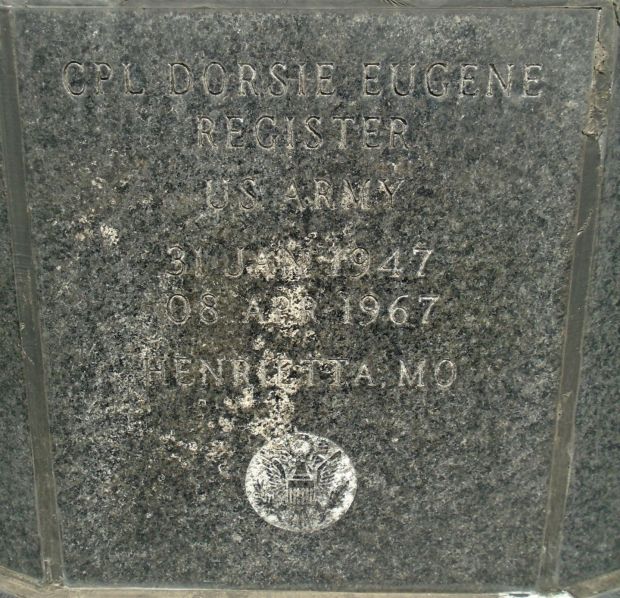 CPL DORSIE EUGENE
REGISTER
US ARMY
31 JAN 1947
08 APR 1967
HENRIETTA, MO